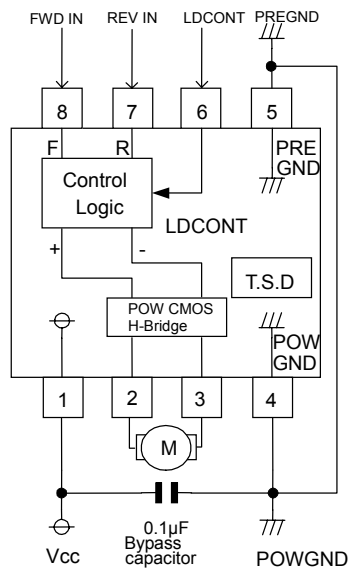 FWD IN
REV IN
LDCONT
PREGND
8
7
6
5
F
R
PRE
GND
Control
Logic
LDCONT
+
-
T.S.D
POW CMOS
H-Bridge
POW
GND
1
2
3
4
M
0.1µF
Bypass
capacitor
Vcc
POWGND